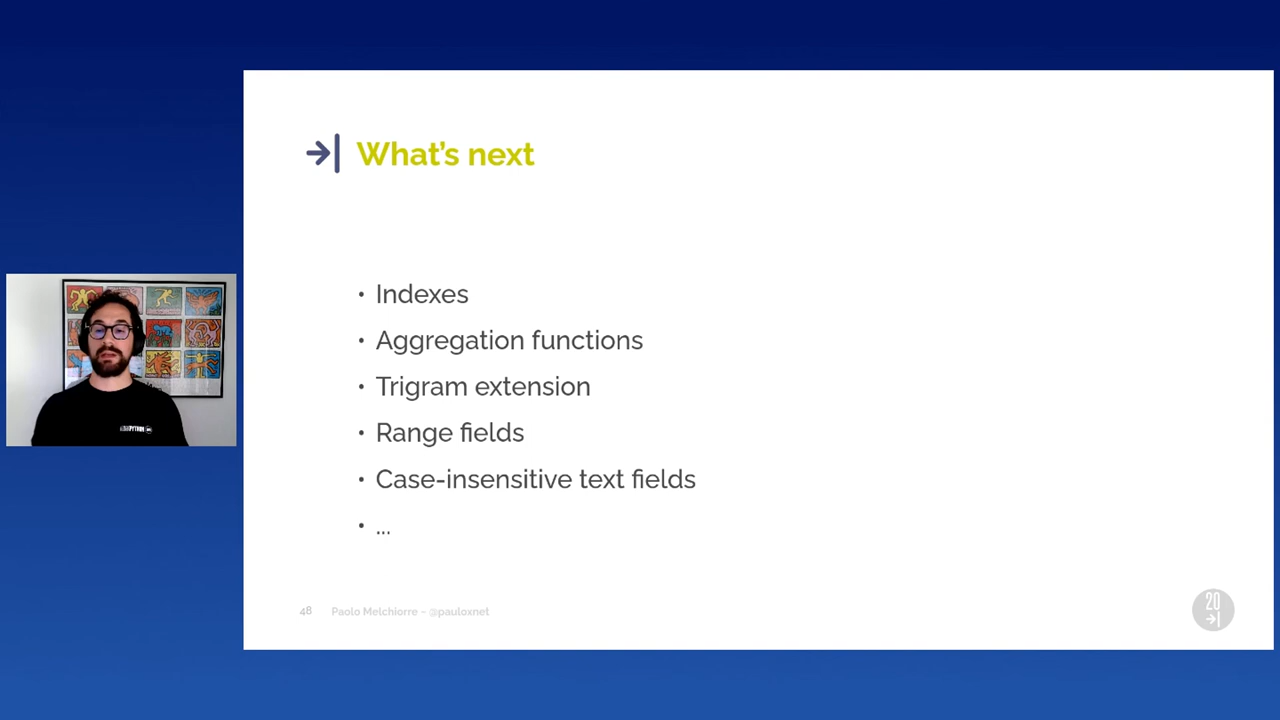 What's next
• Indexes
• Aggregation functions
• Trigram extension
• Range fields
• Case-insensitive text fields
• ...
48 Paolo Melchiorre – @pauloxnet
20